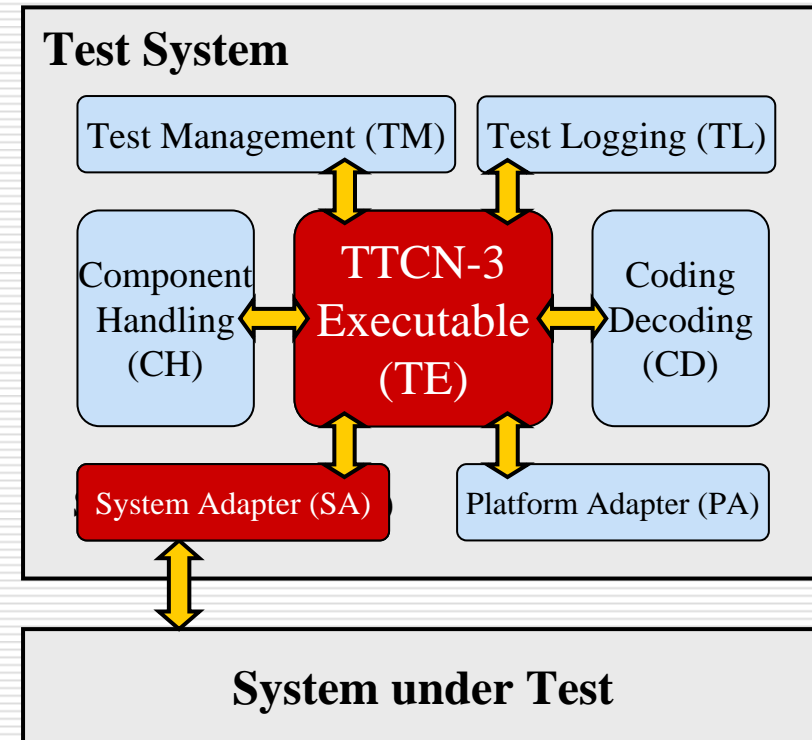 Test System
Test Management (TM)
Test Logging (TL)
Component
Handling
(CH)
TTCN-3
Executable
(TE)
Coding
Decoding
(CD)
System Adapter (SA)
Platform Adapter (PA)
System under Test